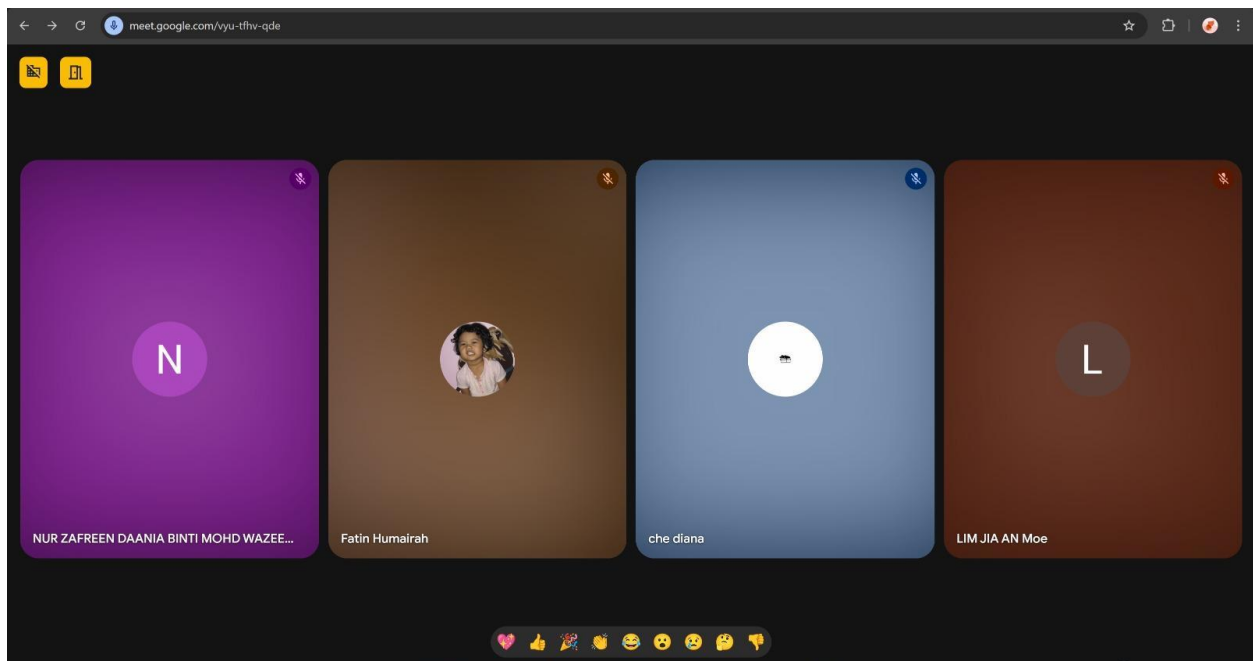 meet.google.com/vyu-tfhv-qde
N
L
NUR ZAFREEN DAANIA BINTI MOHD WAZEE...
Fatin Humairah
che diana
LIM JIA AN Moe